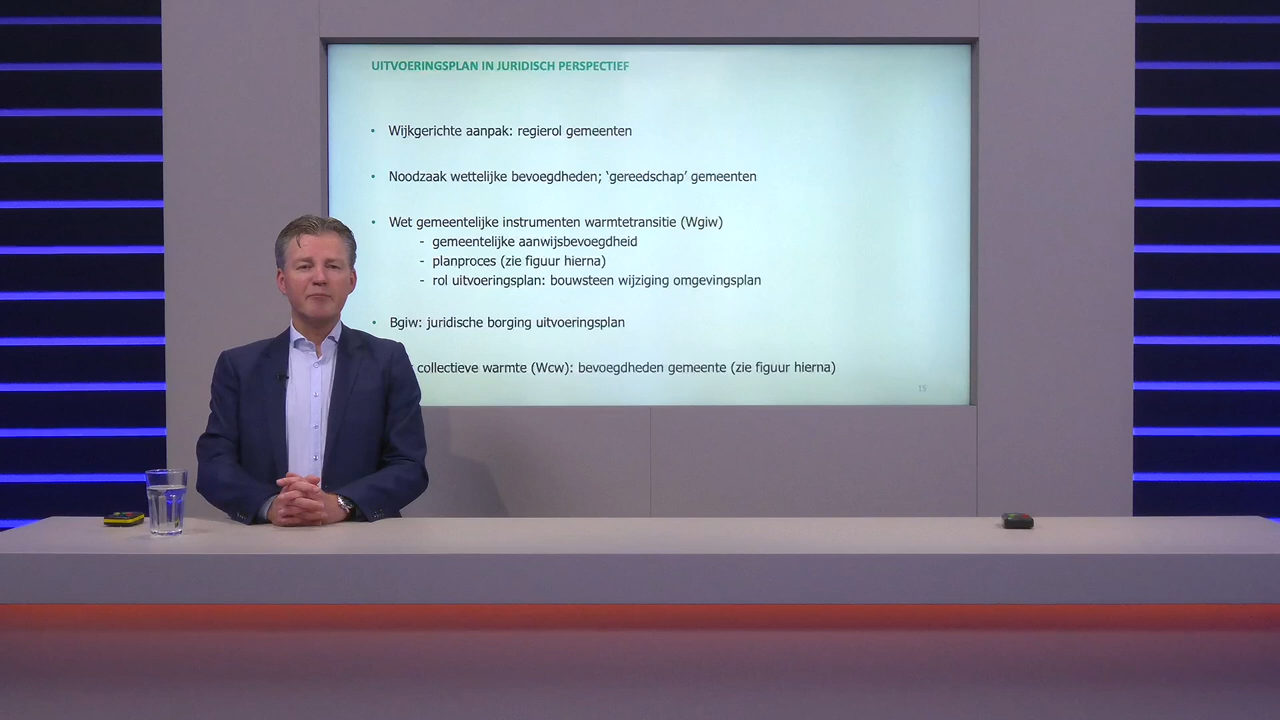 UITVOERINGSPLAN IN JURIDISCH PERSPECTIEF
• Wijkgerichte aanpak: regierol gemeenten
• Noodzaak wettelijke bevoegdheden; ‘gereedschap’ gemeenten
• Wet gemeentelijke instrumenten warmtetransitie (Wgiw)
- gemeentelijke aanwijsbevoegdheid
- planproces (zie figuur hierna)
- rol uitvoeringsplan: bouwsteen wijziging omgevingsplan
• Bgiw: juridische borging uitvoeringsplan
collectieve warmte (Wcw): bevoegdheden gemeente (zie figuur hierna)
15